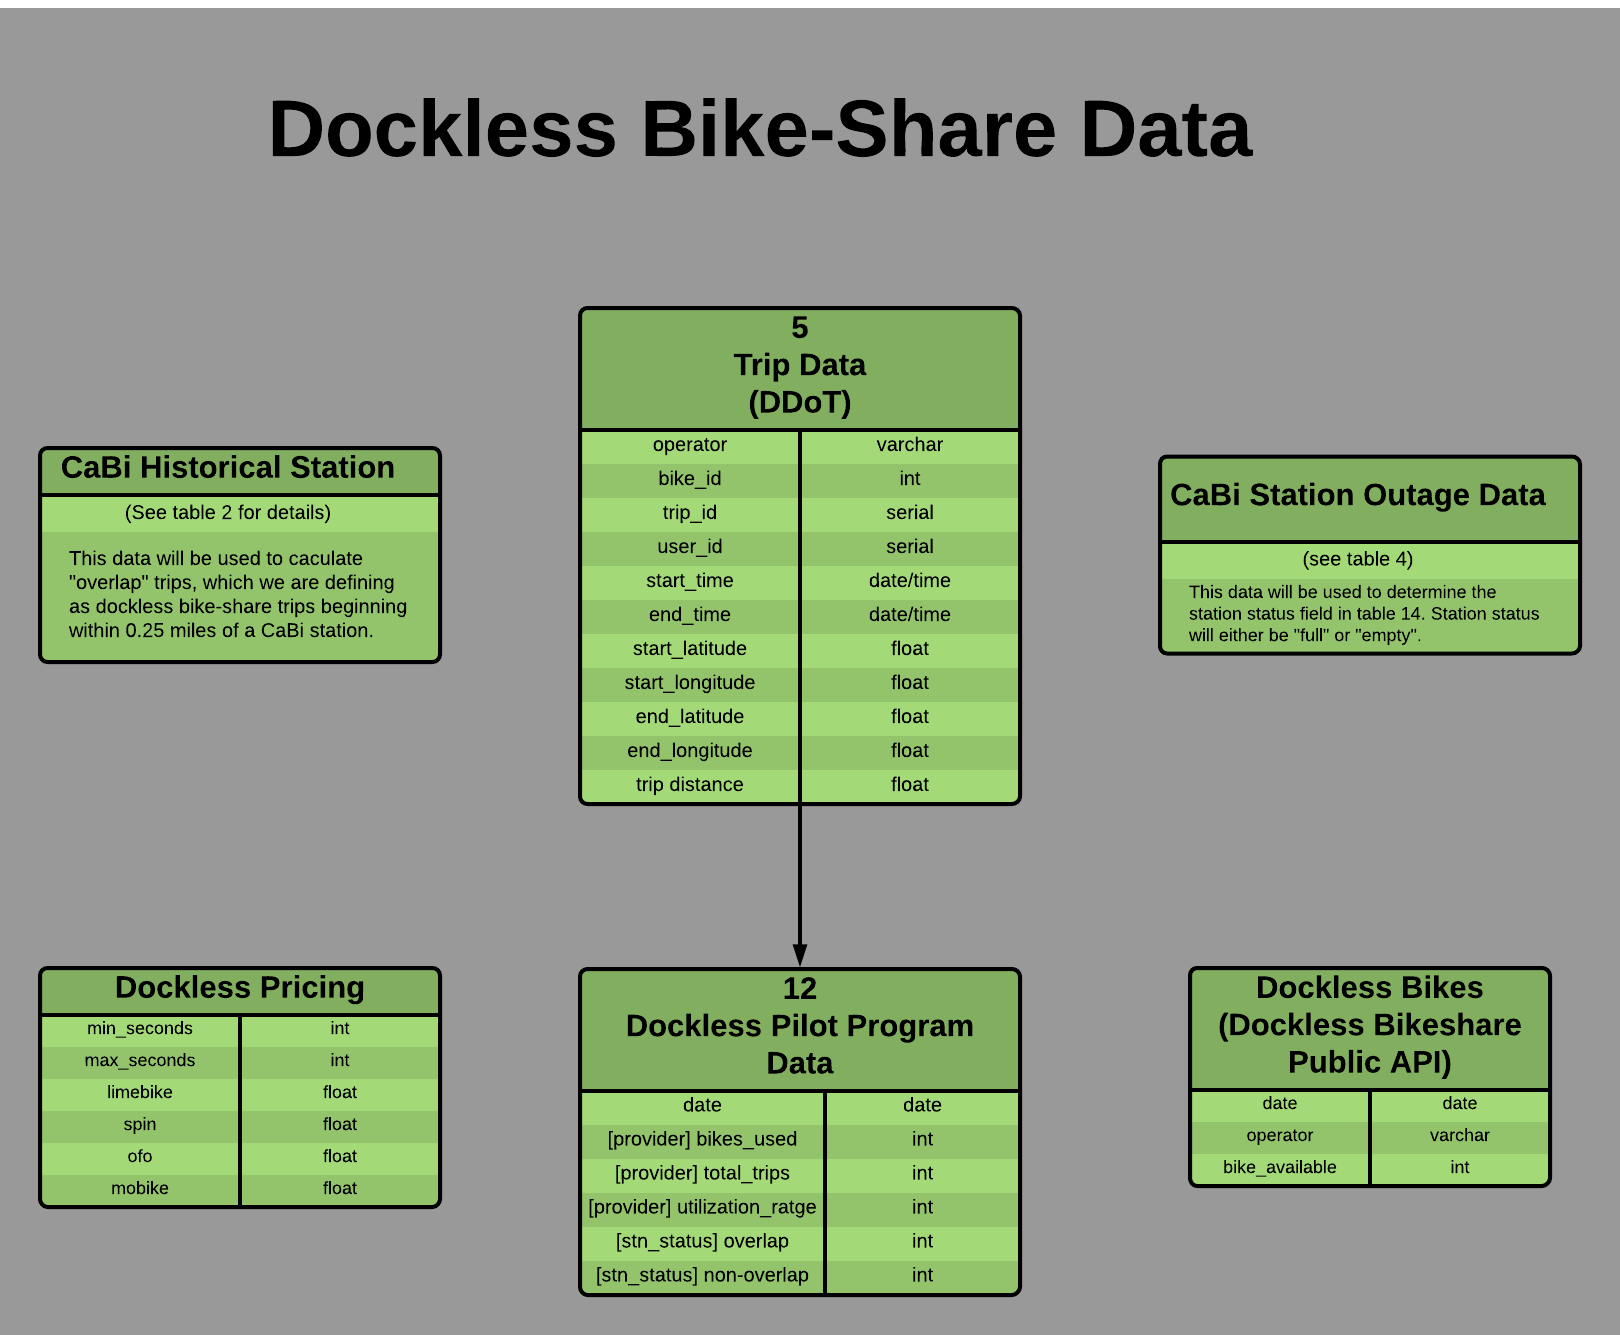 Dockless Bike-Share Data
5
Trip Data
(DDoT)
operator varchar
bike_id int
trip_id serial
user_id serial
start_time date/time
end_time date/time
start_latitude float
start_longitude float
end_latitude float
end_longitude float
trip distance float
CaBi Historical Station
(See table 2 for details)
This data will be used to caculate
"overlap" trips, which we are defining
as dockless bike-share trips beginning
within 0.25 miles of a CaBi station.
CaBi Station Outage Data
(see table 4)
This data will be used to determine the
station status field in table 14. Station status
will either be "full" or "empty".
Dockless Pricing
min_seconds int
max_seconds int
limebike float
spin float
ofo float
mobike float
12
Dockless Pilot Program
Data
date date
[provider] bikes_used int
[provider] total_trips int
[provider] utilization_ratge int
[stn_status] overlap int
[stn_status] non-overlap int
Dockless Bikes
(Dockless Bikeshare
Public API)
date date
operator varchar
bike_available int